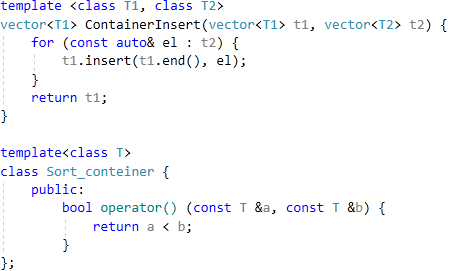 template <class T1, class T2>
vector<T1> ContainerInsert(vector<T1> t1, vector<T2> t2) {
    for (const auto& el : t2) {
        t1.insert(t1.end(), el);
    }
    return t1;
}
template<class T>
class Sort_conteiner {
    public:
        bool operator() (const T &a, const T &b) {
            return a < b;
        }
};